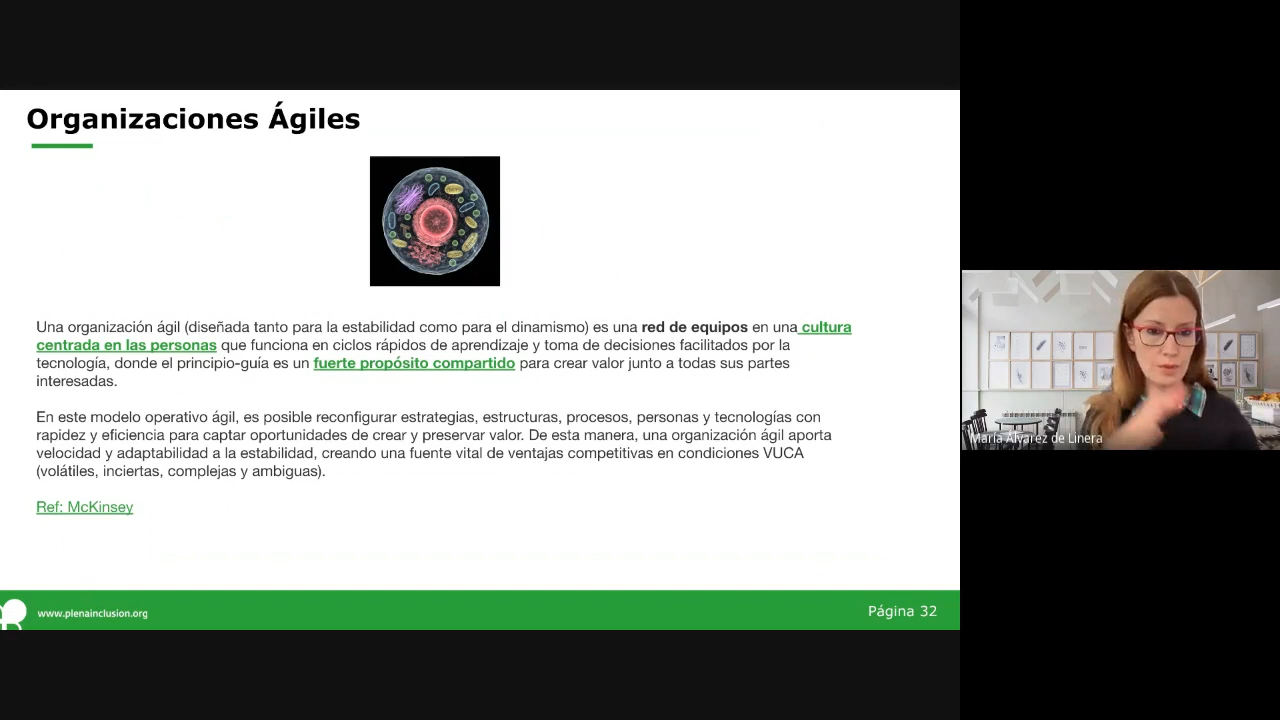 Organizaciones Ágiles
Una organización ágil (diseñada tanto para la estabilidad como para el dinamismo) es una red de equipos en una cultura
centrada en las personas que funciona en ciclos rápidos de aprendizaje y toma de decisiones facilitados por la
tecnología, donde el principio-guía es un fuerte propósito compartido para crear valor junto a todas sus partes
interesadas.
En este modelo operativo ágil, es posible reconfigurar estrategias, estructuras, procesos, personas y tecnologías con
rapidez y eficiencia para captar oportunidades de crear y preservar valor. De esta manera, una organización ágil aporta
velocidad y adaptabilidad a la estabilidad, creando una fuente vital de ventajas competitivas en condiciones VUCA
(volátiles, inciertas, complejas y ambiguas).
Ref: McKinsey
www.plenainclusion.org
Página 32
María Álvarez de Linera